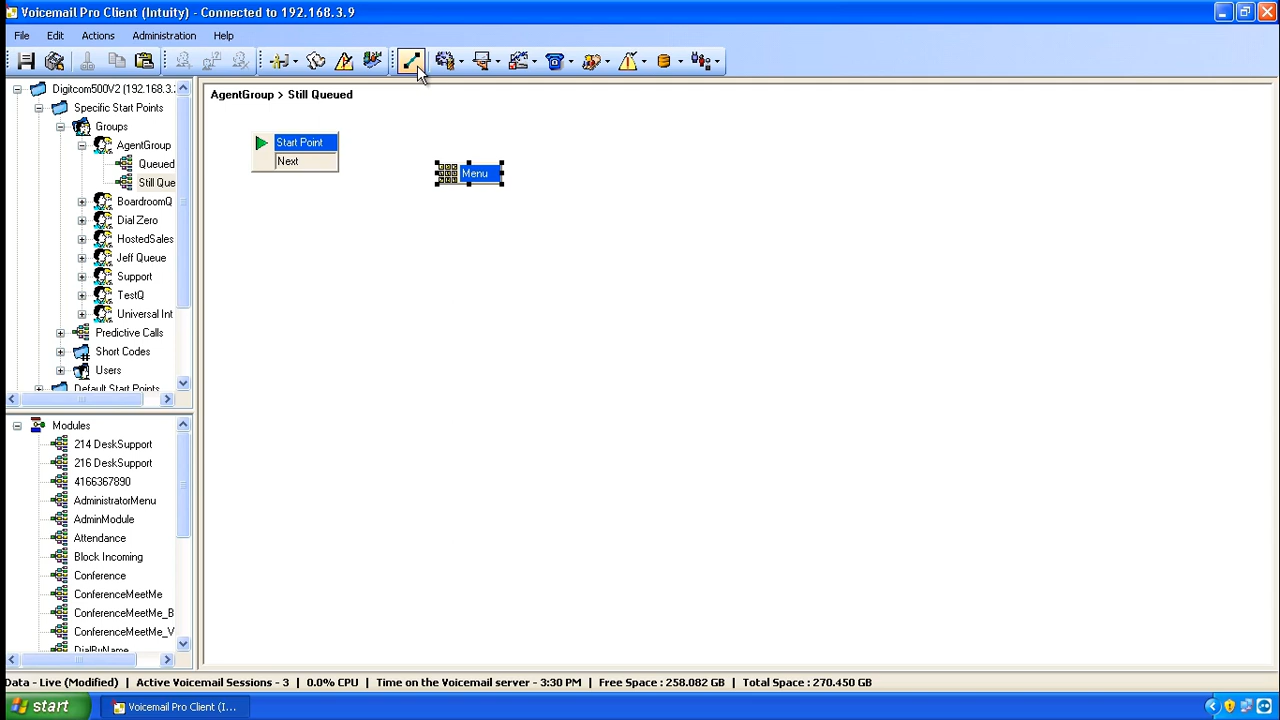 Voicemail Pro Client (Intuity) - Connected to 192.168.3.9
File Edit Actions Administration Help
Digitcom500V2 (192.168.3.
Specific Start Points
Groups
AgentGroup
Queued
Still Que
BoardroomQ
Dial Zero
HostedSales
Jeff Queue
Support
TestQ
Universal Int
Predictive Calls
Short Codes
Users
Default Start Points
Modules
214 DeskSupport
216 DeskSupport
4166367890
AdministratorMenu
AdminModule
Attendance
Block Incoming
Conference
ConferenceMeetMe
ConferenceMeetMe_B
ConferenceMeetMe_V
DialByName
AgentGroup > Still Queued
Start Point
Next
Menu
Data - Live (Modified) | Active Voicemail Sessions - 3 | 0.0% CPU | Time on the Voicemail server - 3:30 PM | Free Space : 258.082 GB | Total Space : 270.450 GB
start Voicemail Pro Client (I...